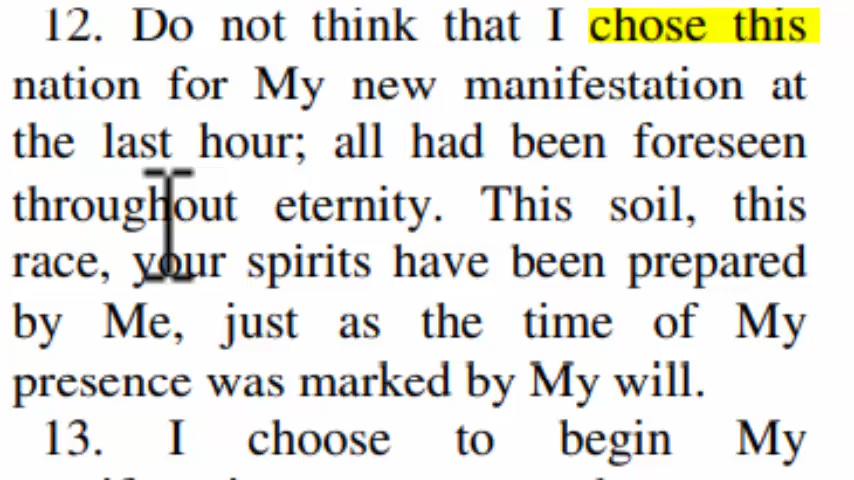 12. Do not think that I chose this
nation for My new manifestation at
the last hour; all had been foreseen
throughout eternity. This soil, this
race, your spirits have been prepared
by Me, just as the time of My
presence was marked by My will.
13. I choose to begin My